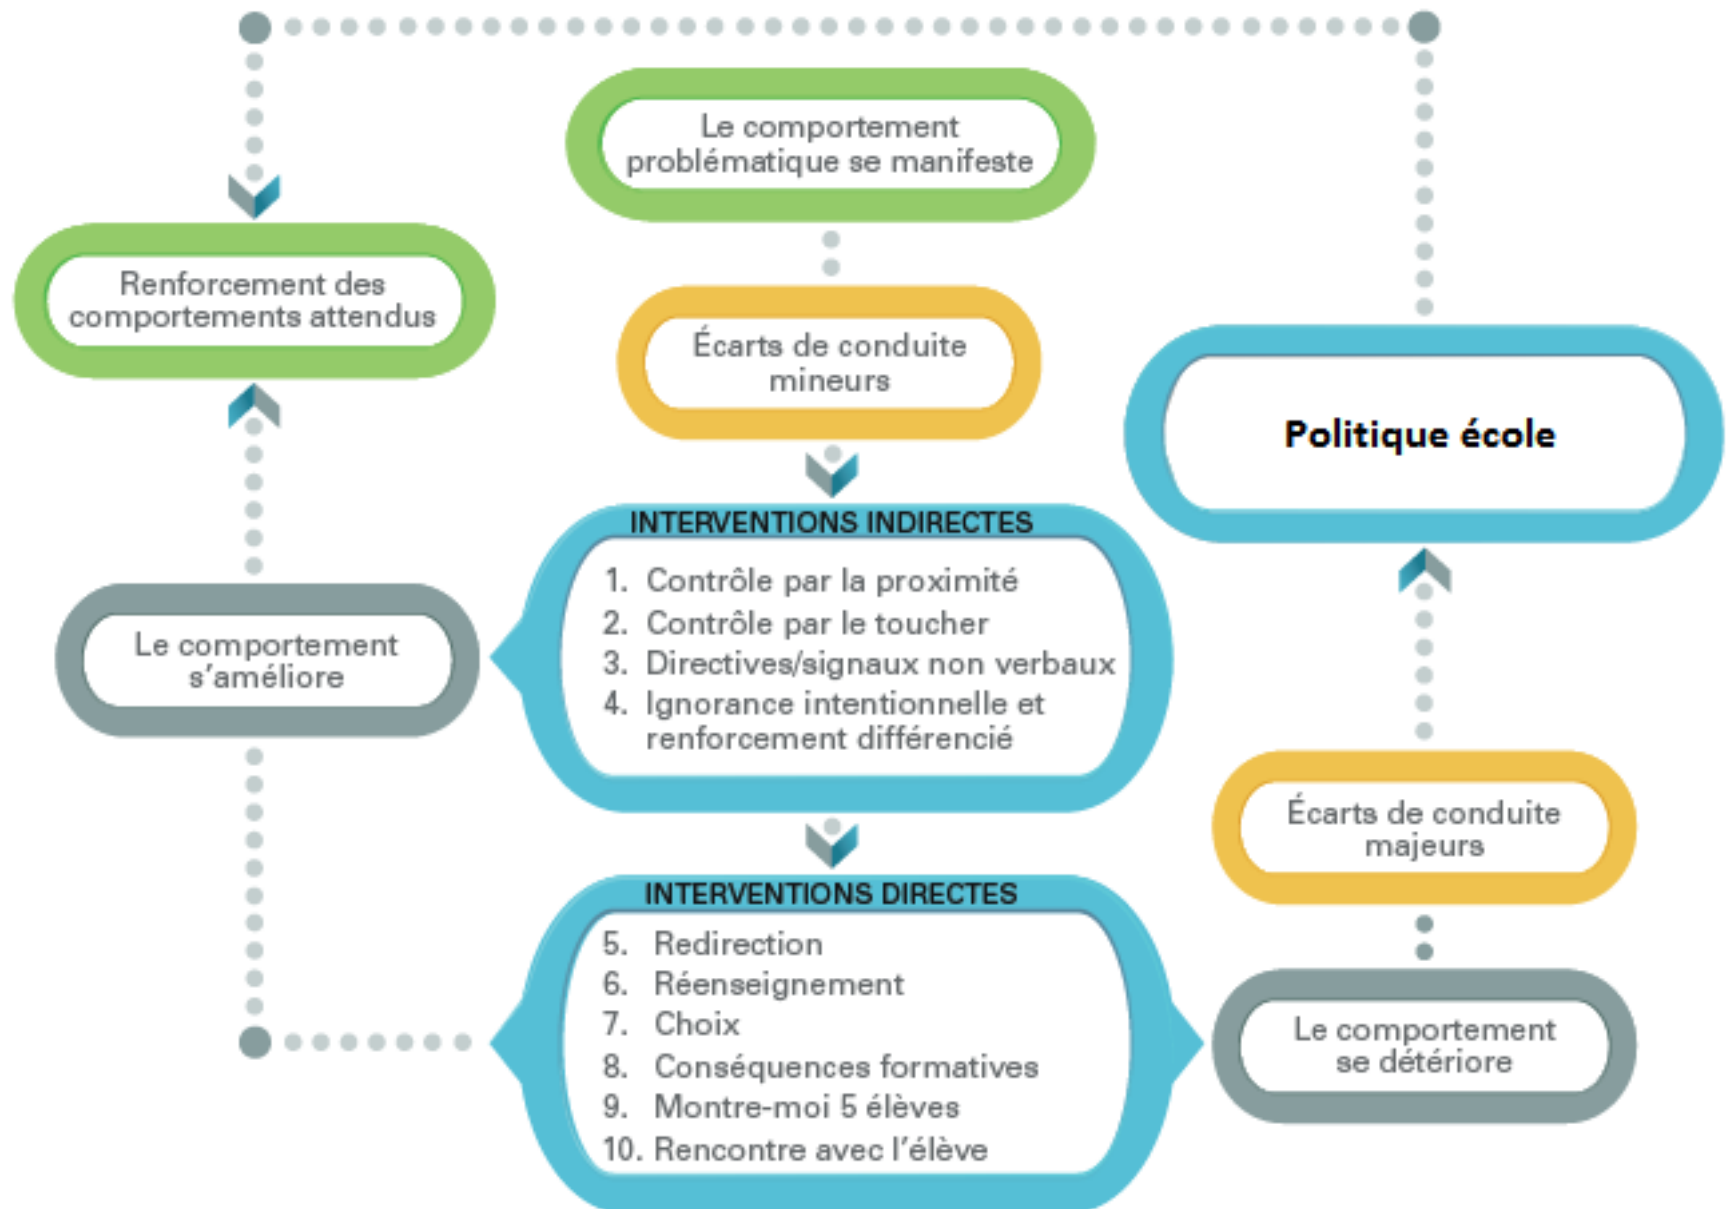 Le comportement
problématique se manifeste
Renforcement des
comportements attendus
Écarts de conduite
mineurs
Politique école
INTERVENTIONS INDIRECTES
1. Contrôle par la proximité
2. Contrôle par le toucher
3. Directives/signaux non verbaux
4. Ignorance intentionnelle et
renforcement différencié
Le comportement
s'améliore
Écarts de conduite
majeurs
INTERVENTIONS DIRECTES
5. Redirection
6. Réenseignement
7. Choix
8. Conséquences formatives
9. Montre-moi 5 élèves
10. Rencontre avec l'élève
Le comportement
se détériore